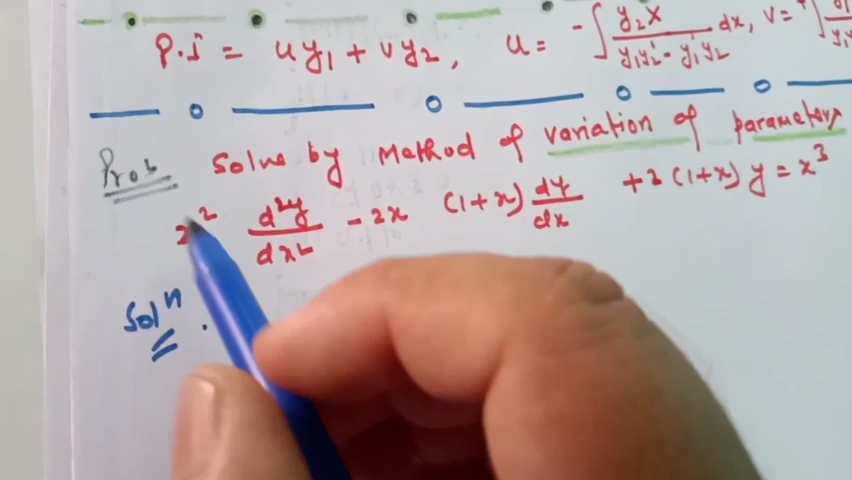 P.I = uy₁ + vy₂, u = -∫ y₂X / (y₁y₂' - y₁'y₂) dx, v =
Prob Solve by Method of variation of parameters
x² d²y/dx² - 2x (1+x) dy/dx + 2 (1+x) y = x³
Solⁿ